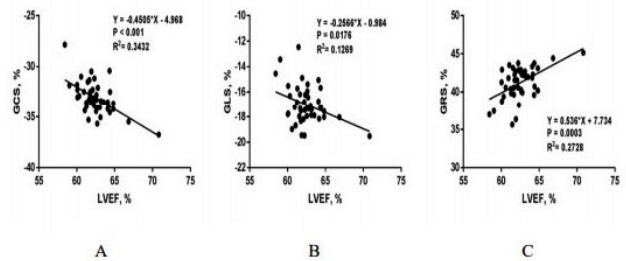 Y = -0.4505*X - 4.968
P < 0.001
R²= 0.3432
GCS, %
-25
-30
-35
-40
55 60 65 70 75
LVEF, %
A
Y = -0.2566*X - 0.984
P = 0.0176
R²= 0.1269
GLS, %
-10
-12
-14
-16
-18
-20
55 60 65 70 75
LVEF, %
B
GRS, %
50
45
40
35
30
Y = 0.536*X + 7.734
P = 0.0003
R²= 0.2728
55 60 65 70 75
LVEF, %
C